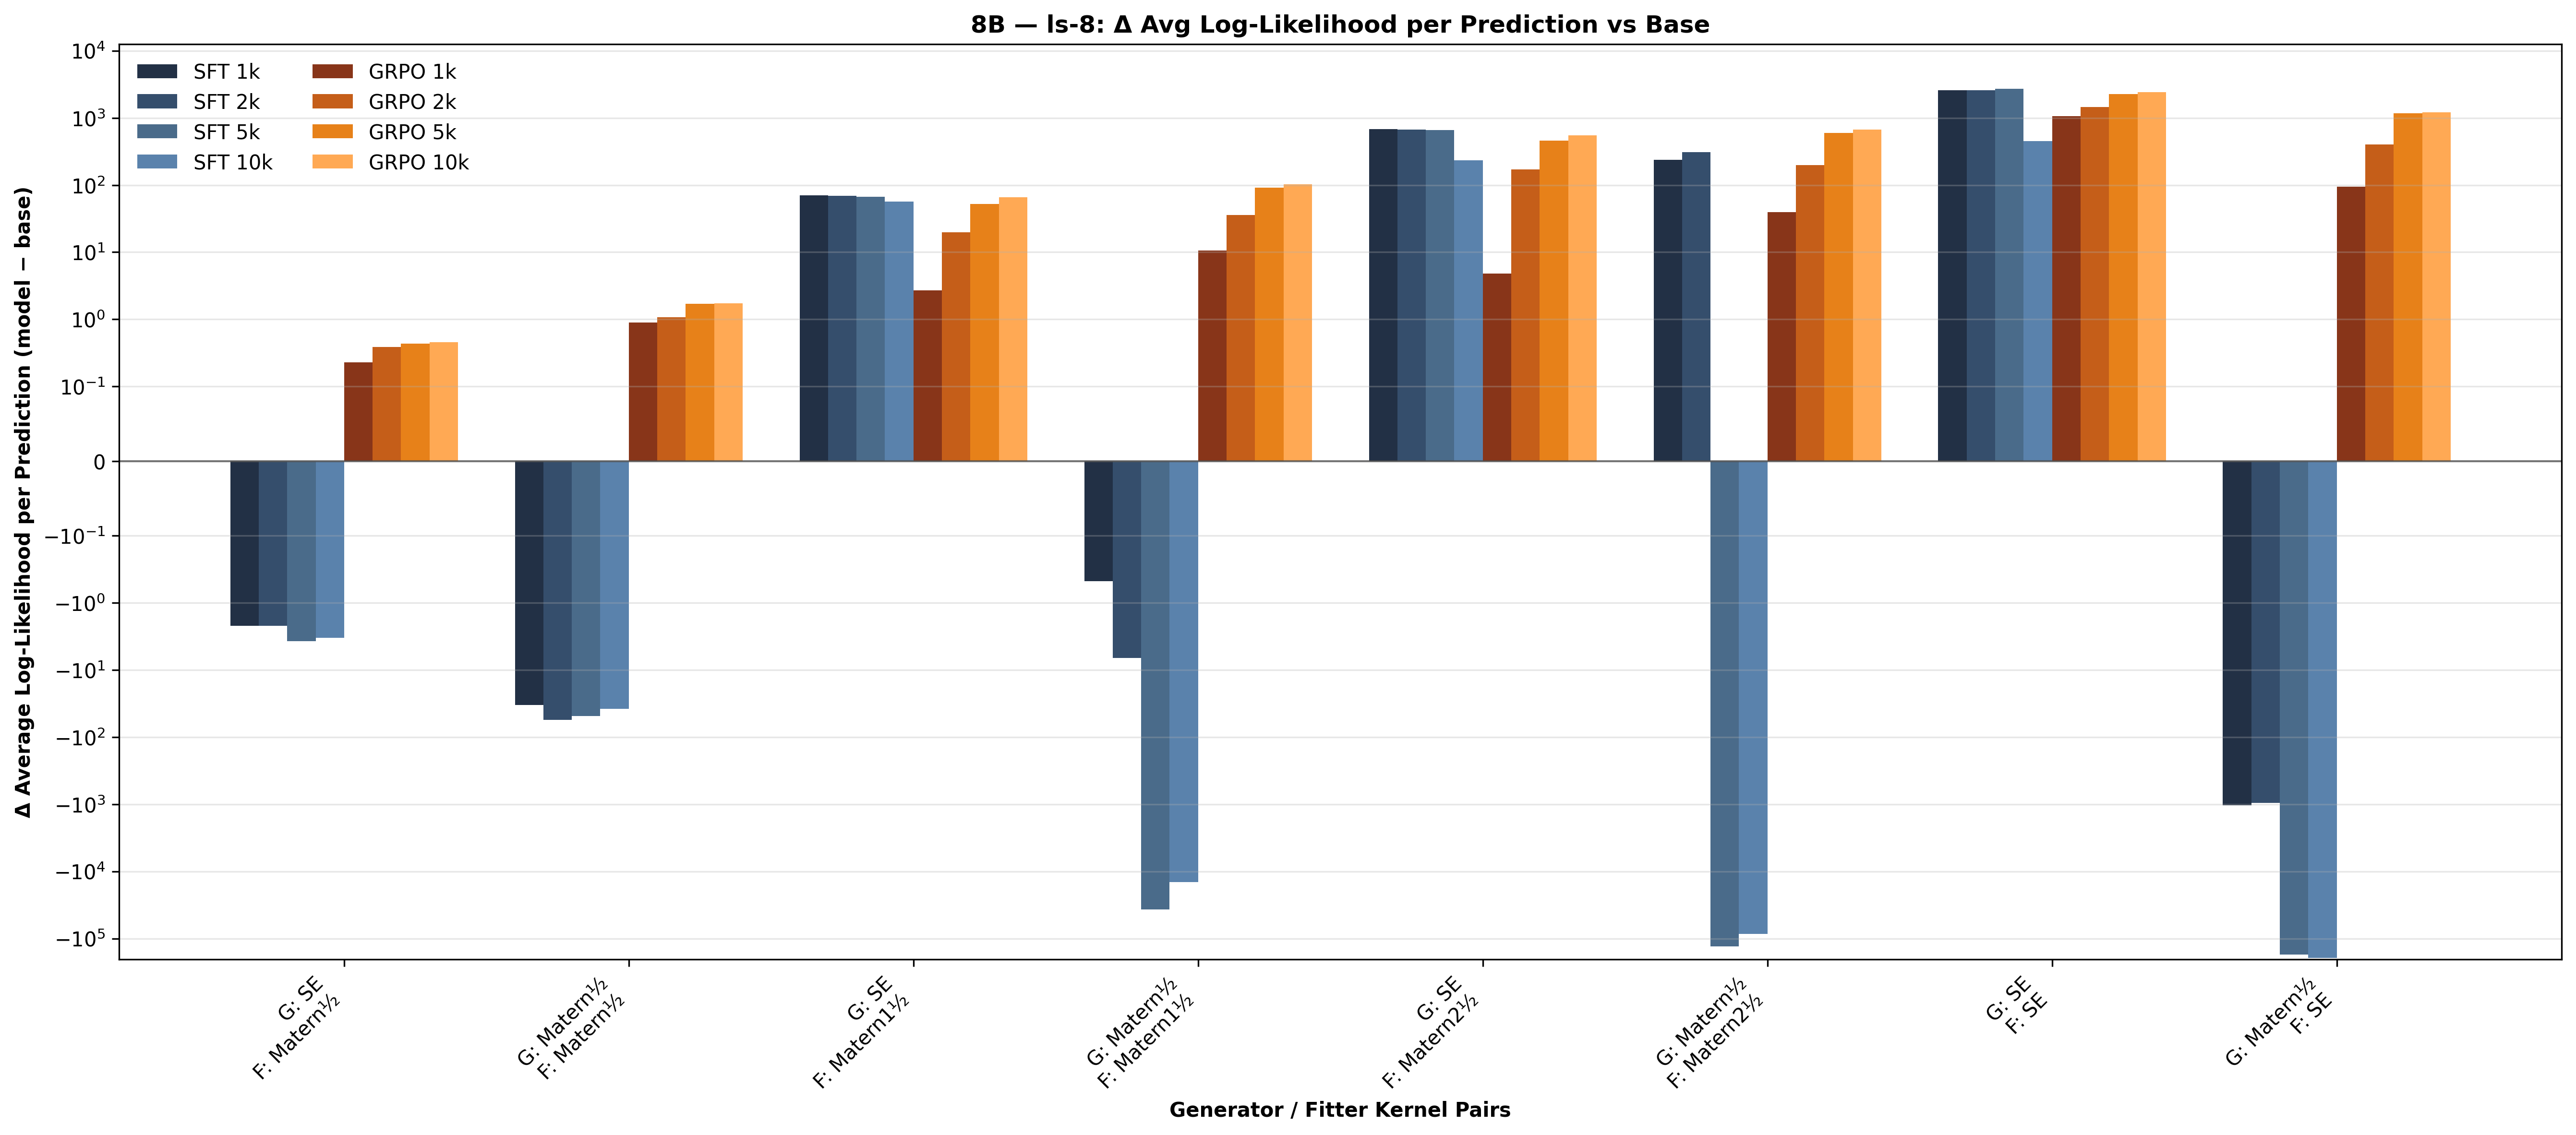 8B — ls-8: Δ Avg Log-Likelihood per Prediction vs Base
Δ Average Log-Likelihood per Prediction (model − base)
10⁴
10³
10²
10¹
10⁰
10⁻¹
0
−10⁻¹
−10⁰
−10¹
−10²
−10³
−10⁴
−10⁵
SFT 1k
SFT 2k
SFT 5k
SFT 10k
GRPO 1k
GRPO 2k
GRPO 5k
GRPO 10k
G: SE
F: Matern½
G: Matern½
F: Matern½
G: SE
F: Matern1½
G: Matern½
F: Matern1½
G: SE
F: Matern2½
G: Matern½
F: Matern2½
G: SE
F: SE
G: Matern½
F: SE
Generator / Fitter Kernel Pairs